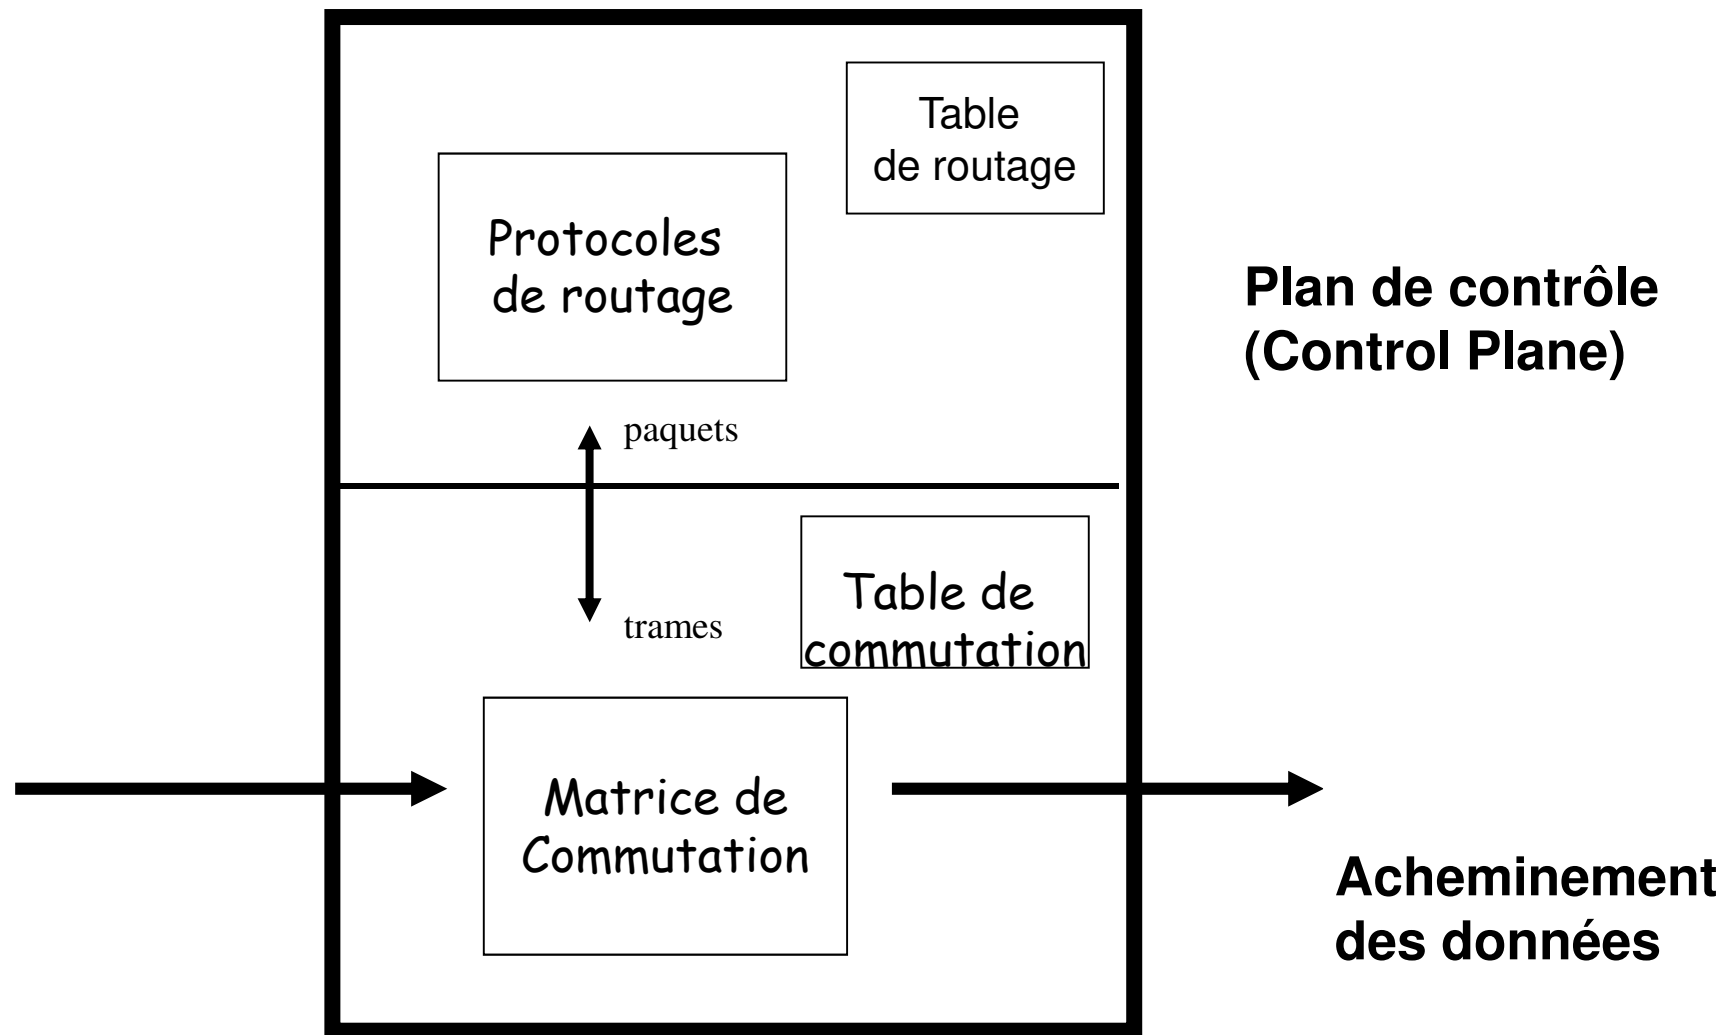 Table
de routage
Protocoles
de routage
Plan de contrôle
(Control Plane)
paquets
trames
Table de
commutation
Matrice de
Commutation
Acheminement
des données